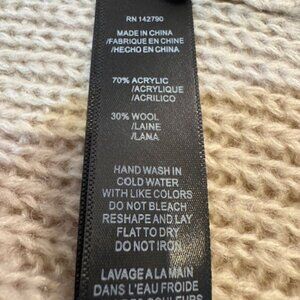 RN 142790
MADE IN CHINA
/FABRIQUE EN CHINE
/HECHO EN CHINA
70% ACRYLIC
/ACRYLIQUE
/ACRILICO
30% WOOL
/LAINE
/LANA
HAND WASH IN
COLD WATER
WITH LIKE COLORS
DO NOT BLEACH
RESHAPE AND LAY
FLAT TO DRY
DO NOT IRON
LAVAGE A LA MAIN
DANS L'EAU FROIDE